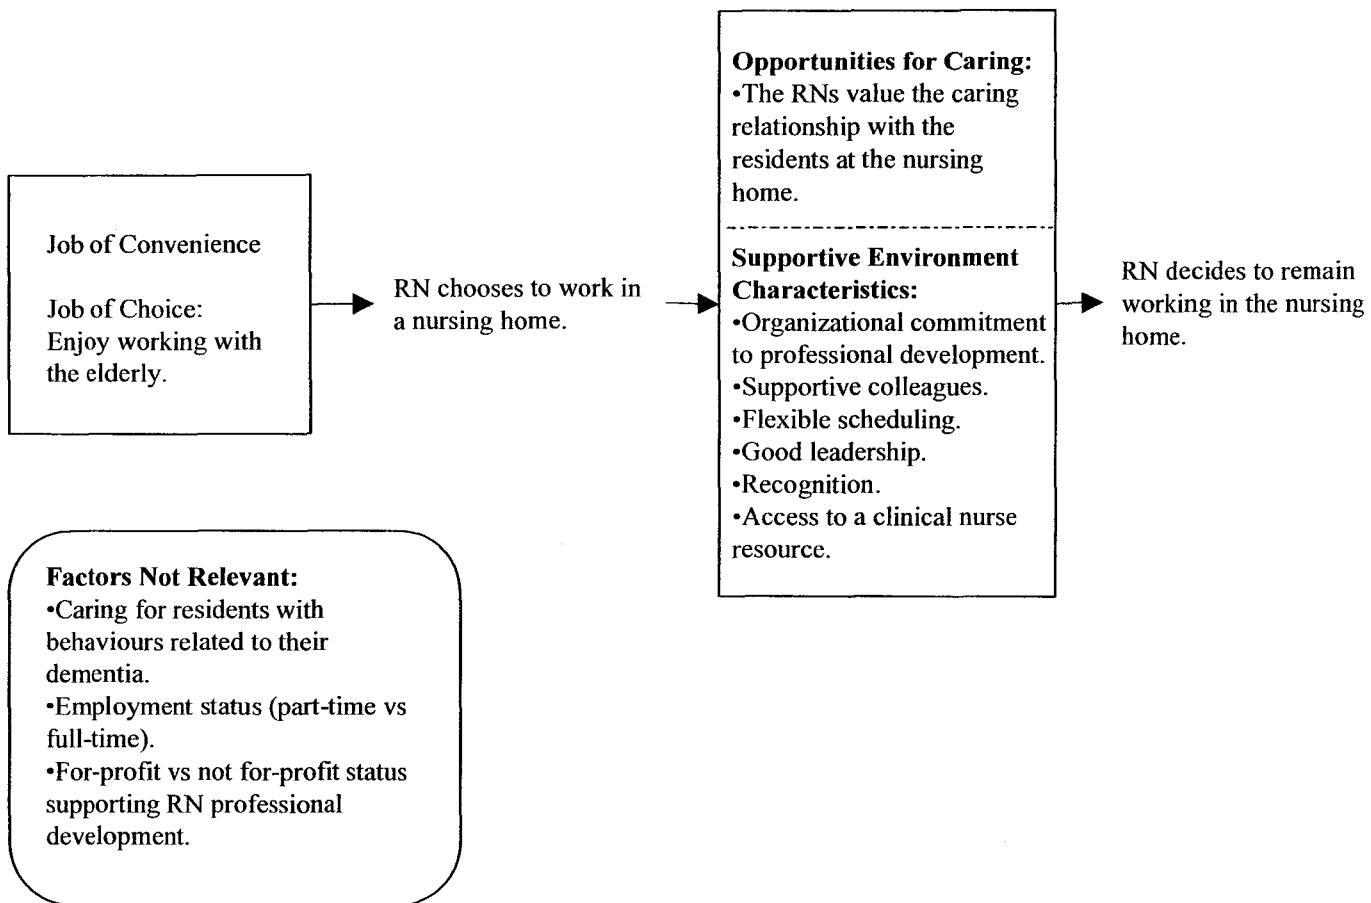 Job of Convenience
Job of Choice:
Enjoy working with
the elderly.
RN chooses to work in
a nursing home.
Opportunities for Caring:
•The RNs value the caring
relationship with the
residents at the nursing
home.
Supportive Environment
Characteristics:
•Organizational commitment
to professional development.
•Supportive colleagues.
•Flexible scheduling.
•Good leadership.
•Recognition.
•Access to a clinical nurse
resource.
RN decides to remain
working in the nursing
home.
Factors Not Relevant:
•Caring for residents with
behaviours related to their
dementia.
•Employment status (part-time vs
full-time).
•For-profit vs not for-profit status
supporting RN professional
development.